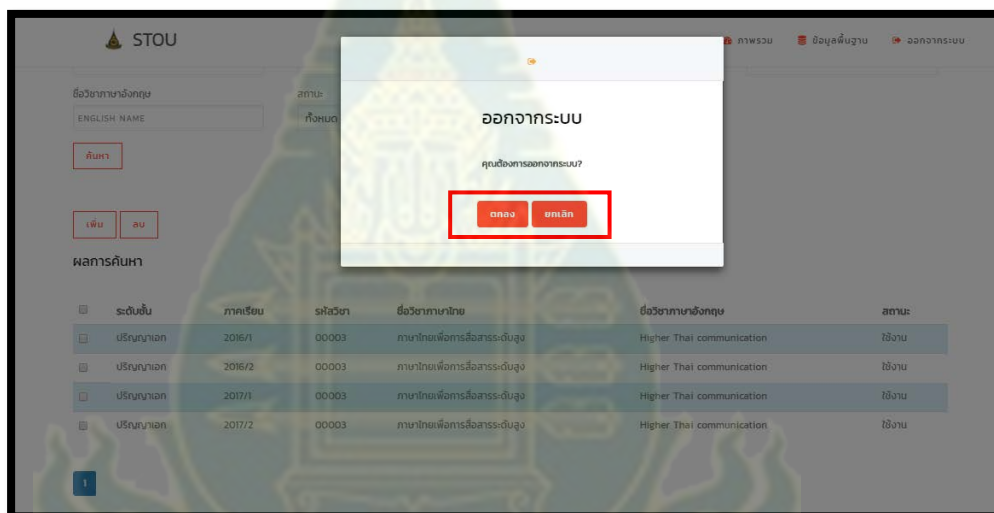 STOU
ภาพรวม
ข้อมูลพื้นฐาน
ออกจากระบบ
ชื่อวิชาภาษาอังกฤษ
สถานะ
ENGLISH NAME
ทั้งหมด
ค้นหา
ออกจากระบบ
คุณต้องการออกจากระบบ?
ตกลง ยกเลิก
เพิ่ม ลบ
ผลการค้นหา
ระดับชั้น ภาคเรียน รหัสวิชา ชื่อวิชาภาษาไทย ชื่อวิชาภาษาอังกฤษ สถานะ
ปริญญาเอก 2016/1 00003 ภาษาไทยเพื่อการสื่อสารระดับสูง Higher Thai communication ใช้งาน
ปริญญาเอก 2016/2 00003 ภาษาไทยเพื่อการสื่อสารระดับสูง Higher Thai communication ใช้งาน
ปริญญาเอก 2017/1 00003 ภาษาไทยเพื่อการสื่อสารระดับสูง Higher Thai communication ใช้งาน
ปริญญาเอก 2017/2 00003 ภาษาไทยเพื่อการสื่อสารระดับสูง Higher Thai communication ใช้งาน
1